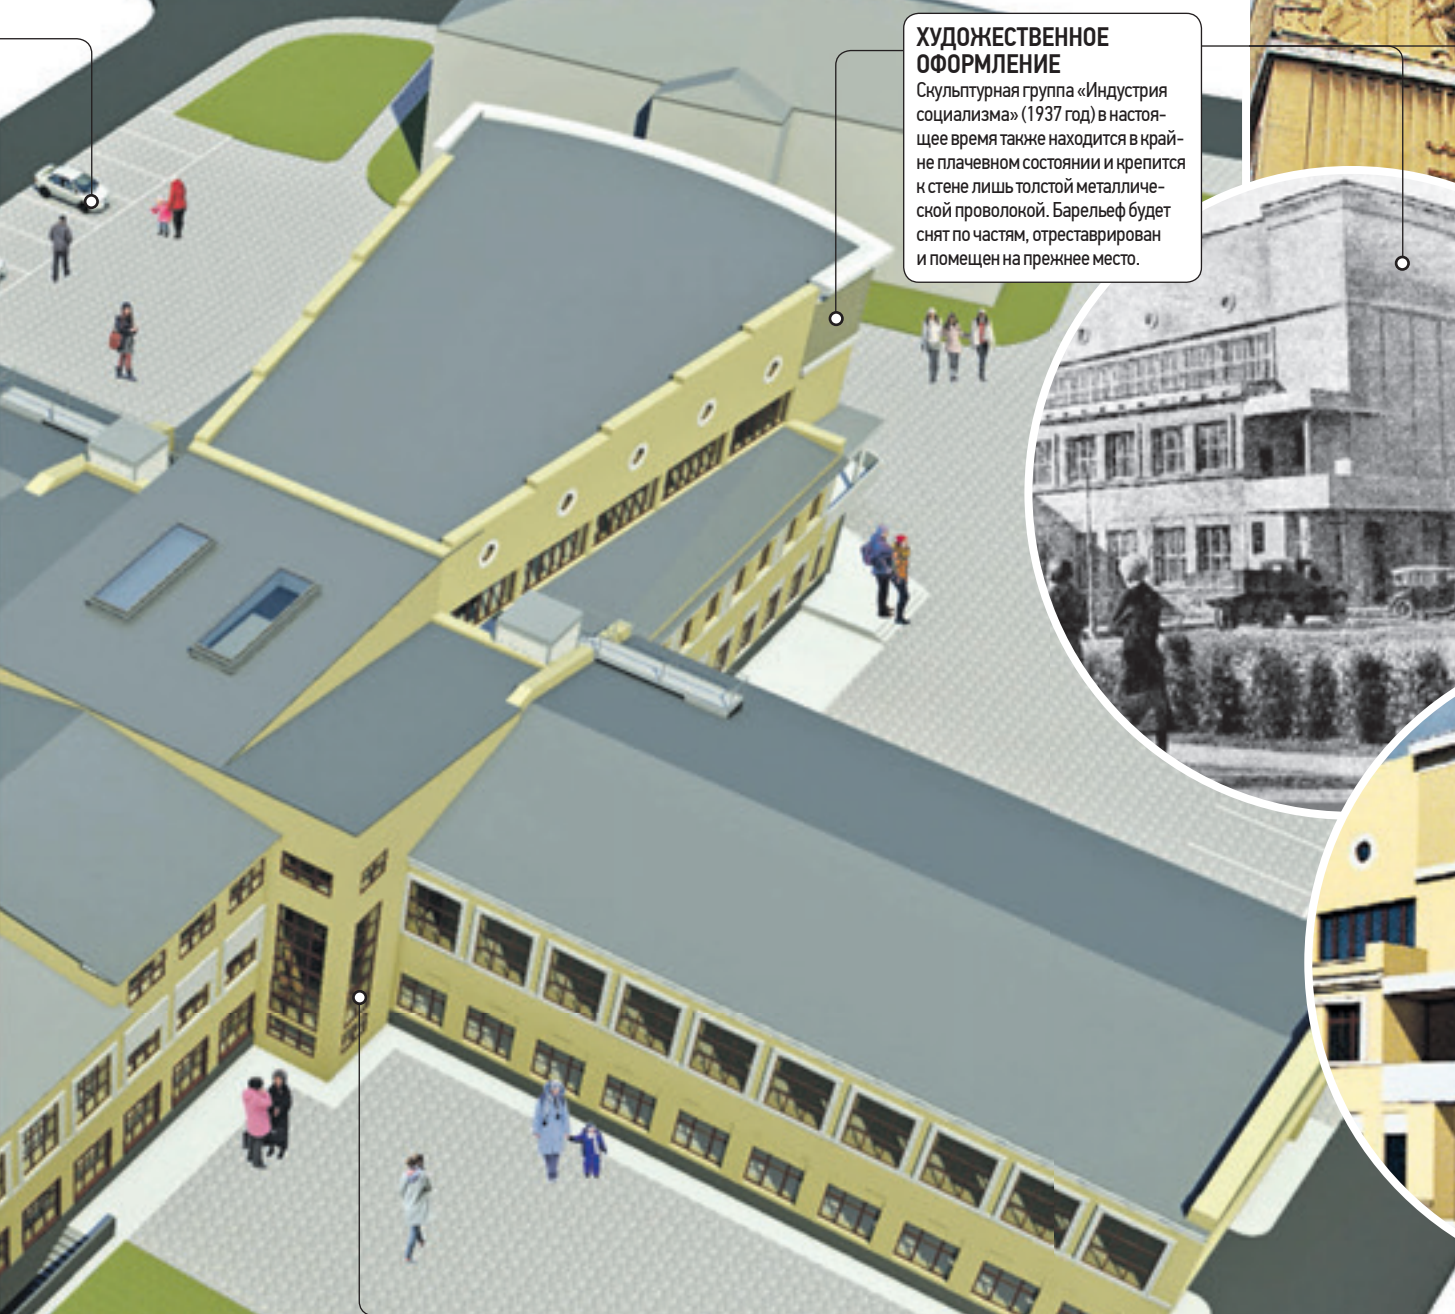 ХУДОЖЕСТВЕННОЕ
ОФОРМЛЕНИЕ
Скульптурная группа «Индустрия
социализма» (1937 год) в настоя-
щее время также находится в край-
не плачевном состоянии и крепится
к стене лишь толстой металличе-
ской проволокой. Барельеф будет
снят по частям, отреставрирован
и помещен на прежнее место.